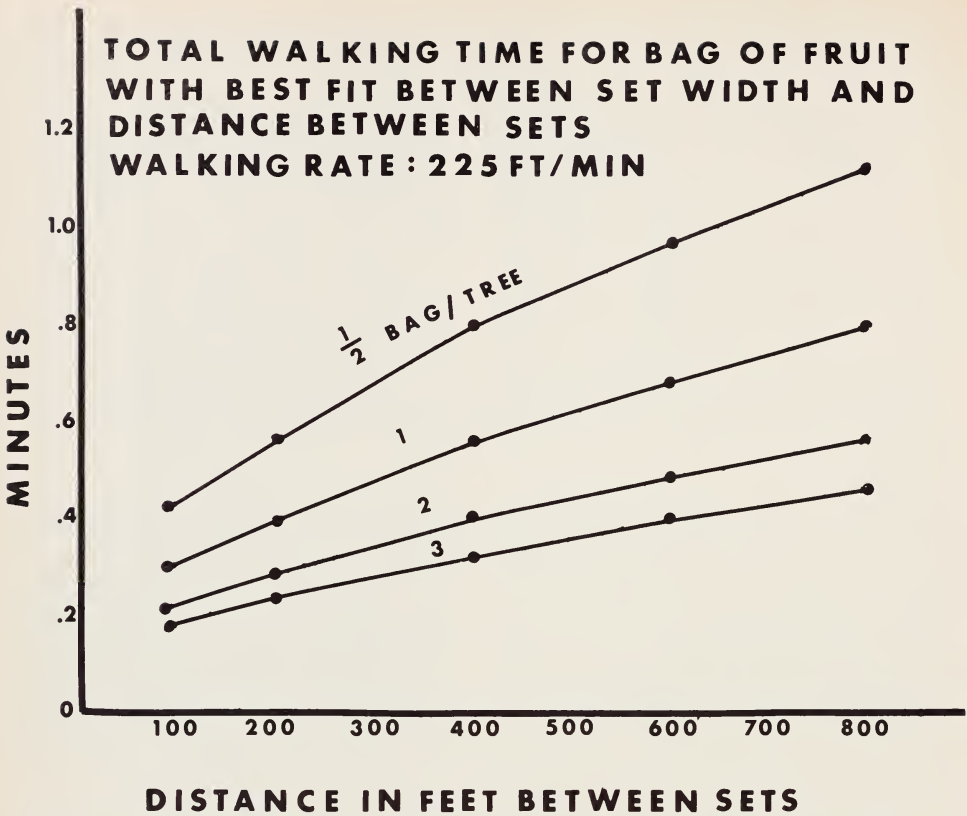 TOTAL WALKING TIME FOR BAG OF FRUIT
WITH BEST FIT BETWEEN SET WIDTH AND
DISTANCE BETWEEN SETS
WALKING RATE: 225 FT/MIN
1.2
1.0
.8
.6
.4
.2
0
MINUTES
1/2 BAG/TREE
1
2
3
100 200 300 400 500 600 700 800
DISTANCE IN FEET BETWEEN SETS